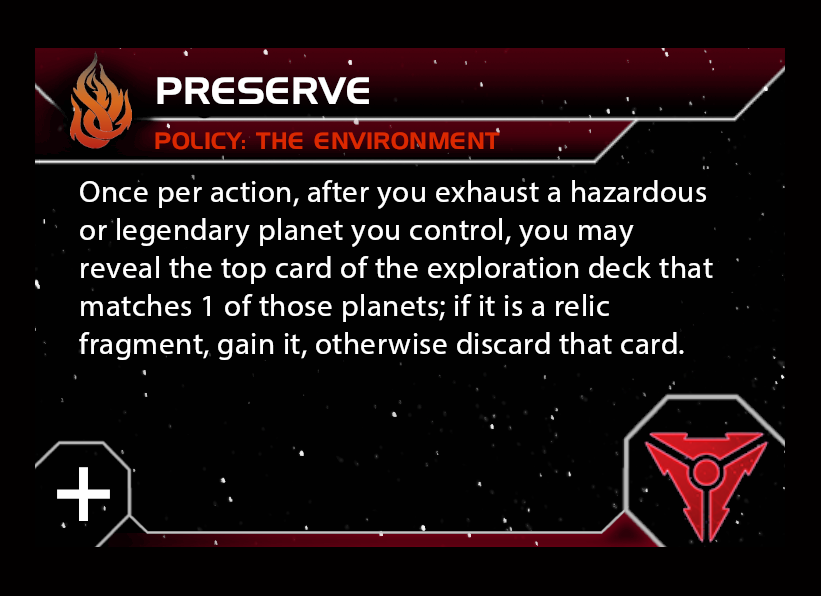 PRESERVE
POLICY: THE ENVIRONMENT
Once per action, after you exhaust a hazardous
or legendary planet you control, you may
reveal the top card of the exploration deck that
matches 1 of those planets; if it is a relic
fragment, gain it, otherwise discard that card.
+